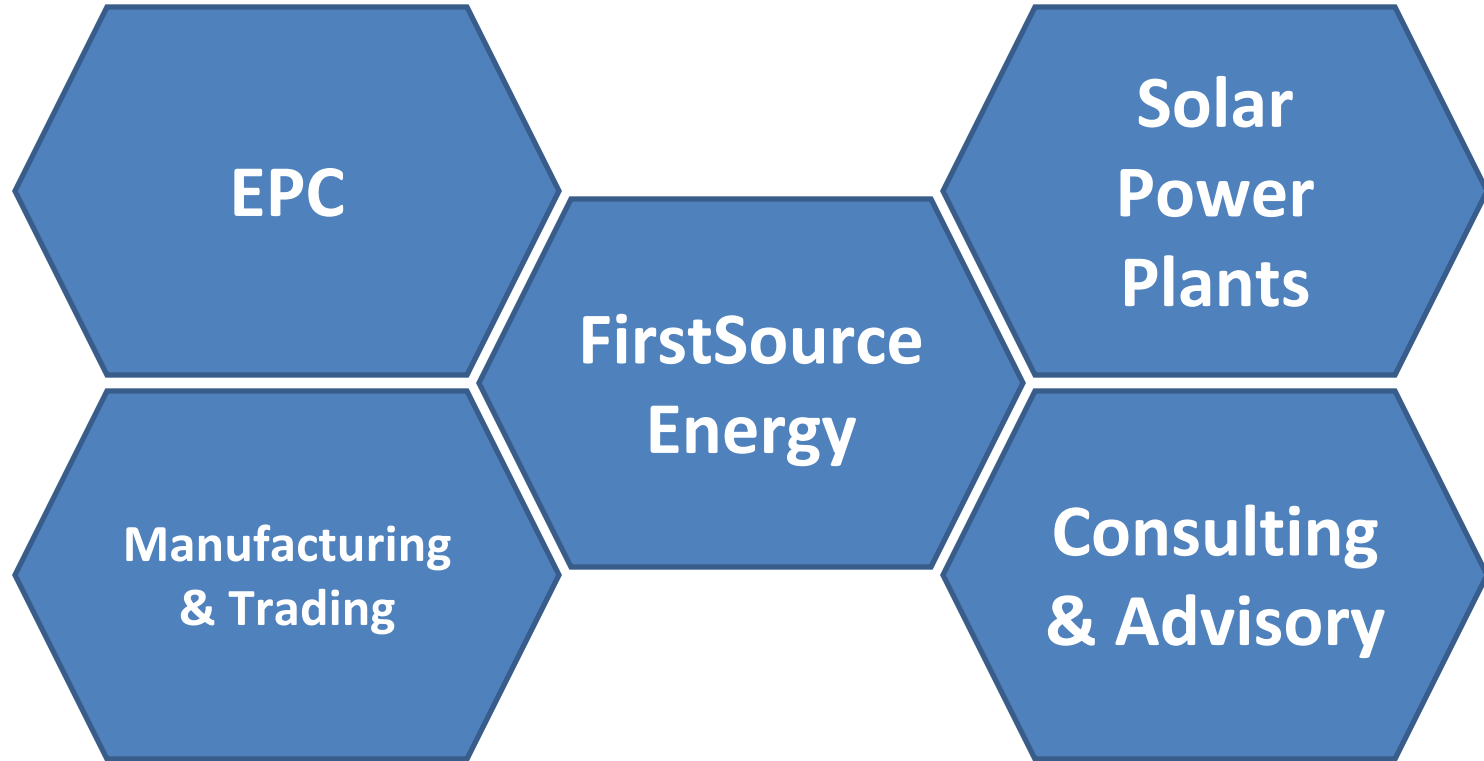 EPC
Manufacturing
& Trading
FirstSource
Energy
Solar
Power
Plants
Consulting
& Advisory